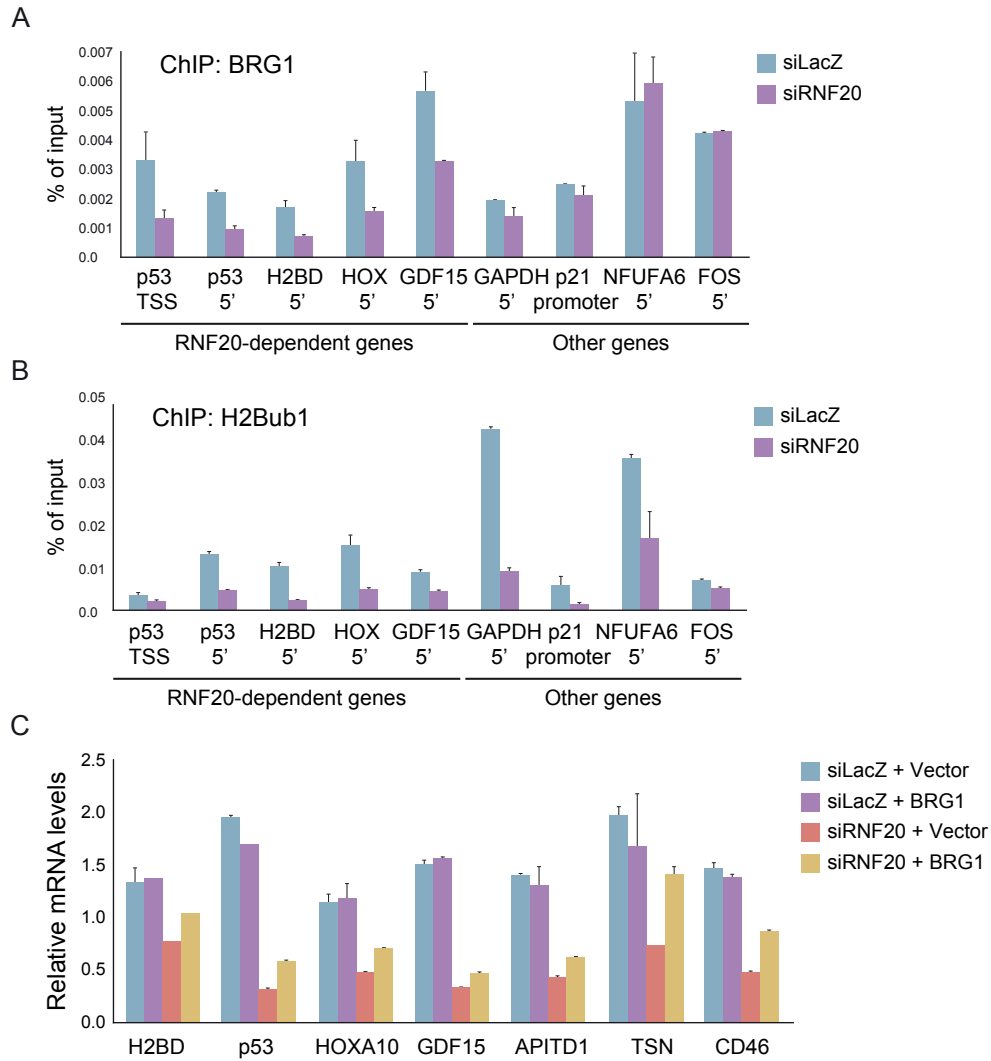 A
ChIP: BRG1
siLacZ
siRNF20
% of input
0.007
0.006
0.005
0.004
0.003
0.002
0.001
0.0
p53 p53 H2BD HOX GDF15 GAPDH p21 NFUFA6 FOS
TSS 5’ 5’ 5’ 5’ 5’ promoter 5’ 5’
RNF20-dependent genes Other genes
B
ChIP: H2Bub1
siLacZ
siRNF20
% of input
0.05
0.04
0.03
0.02
0.01
0.0
p53 p53 H2BD HOX GDF15 GAPDH p21 NFUFA6 FOS
TSS 5’ 5’ 5’ 5’ 5’ promoter 5’ 5’
RNF20-dependent genes Other genes
C
siLacZ + Vector
siLacZ + BRG1
siRNF20 + Vector
siRNF20 + BRG1
Relative mRNA levels
2.5
2.0
1.5
1.0
0.5
0.0
H2BD p53 HOXA10 GDF15 APITD1 TSN CD46